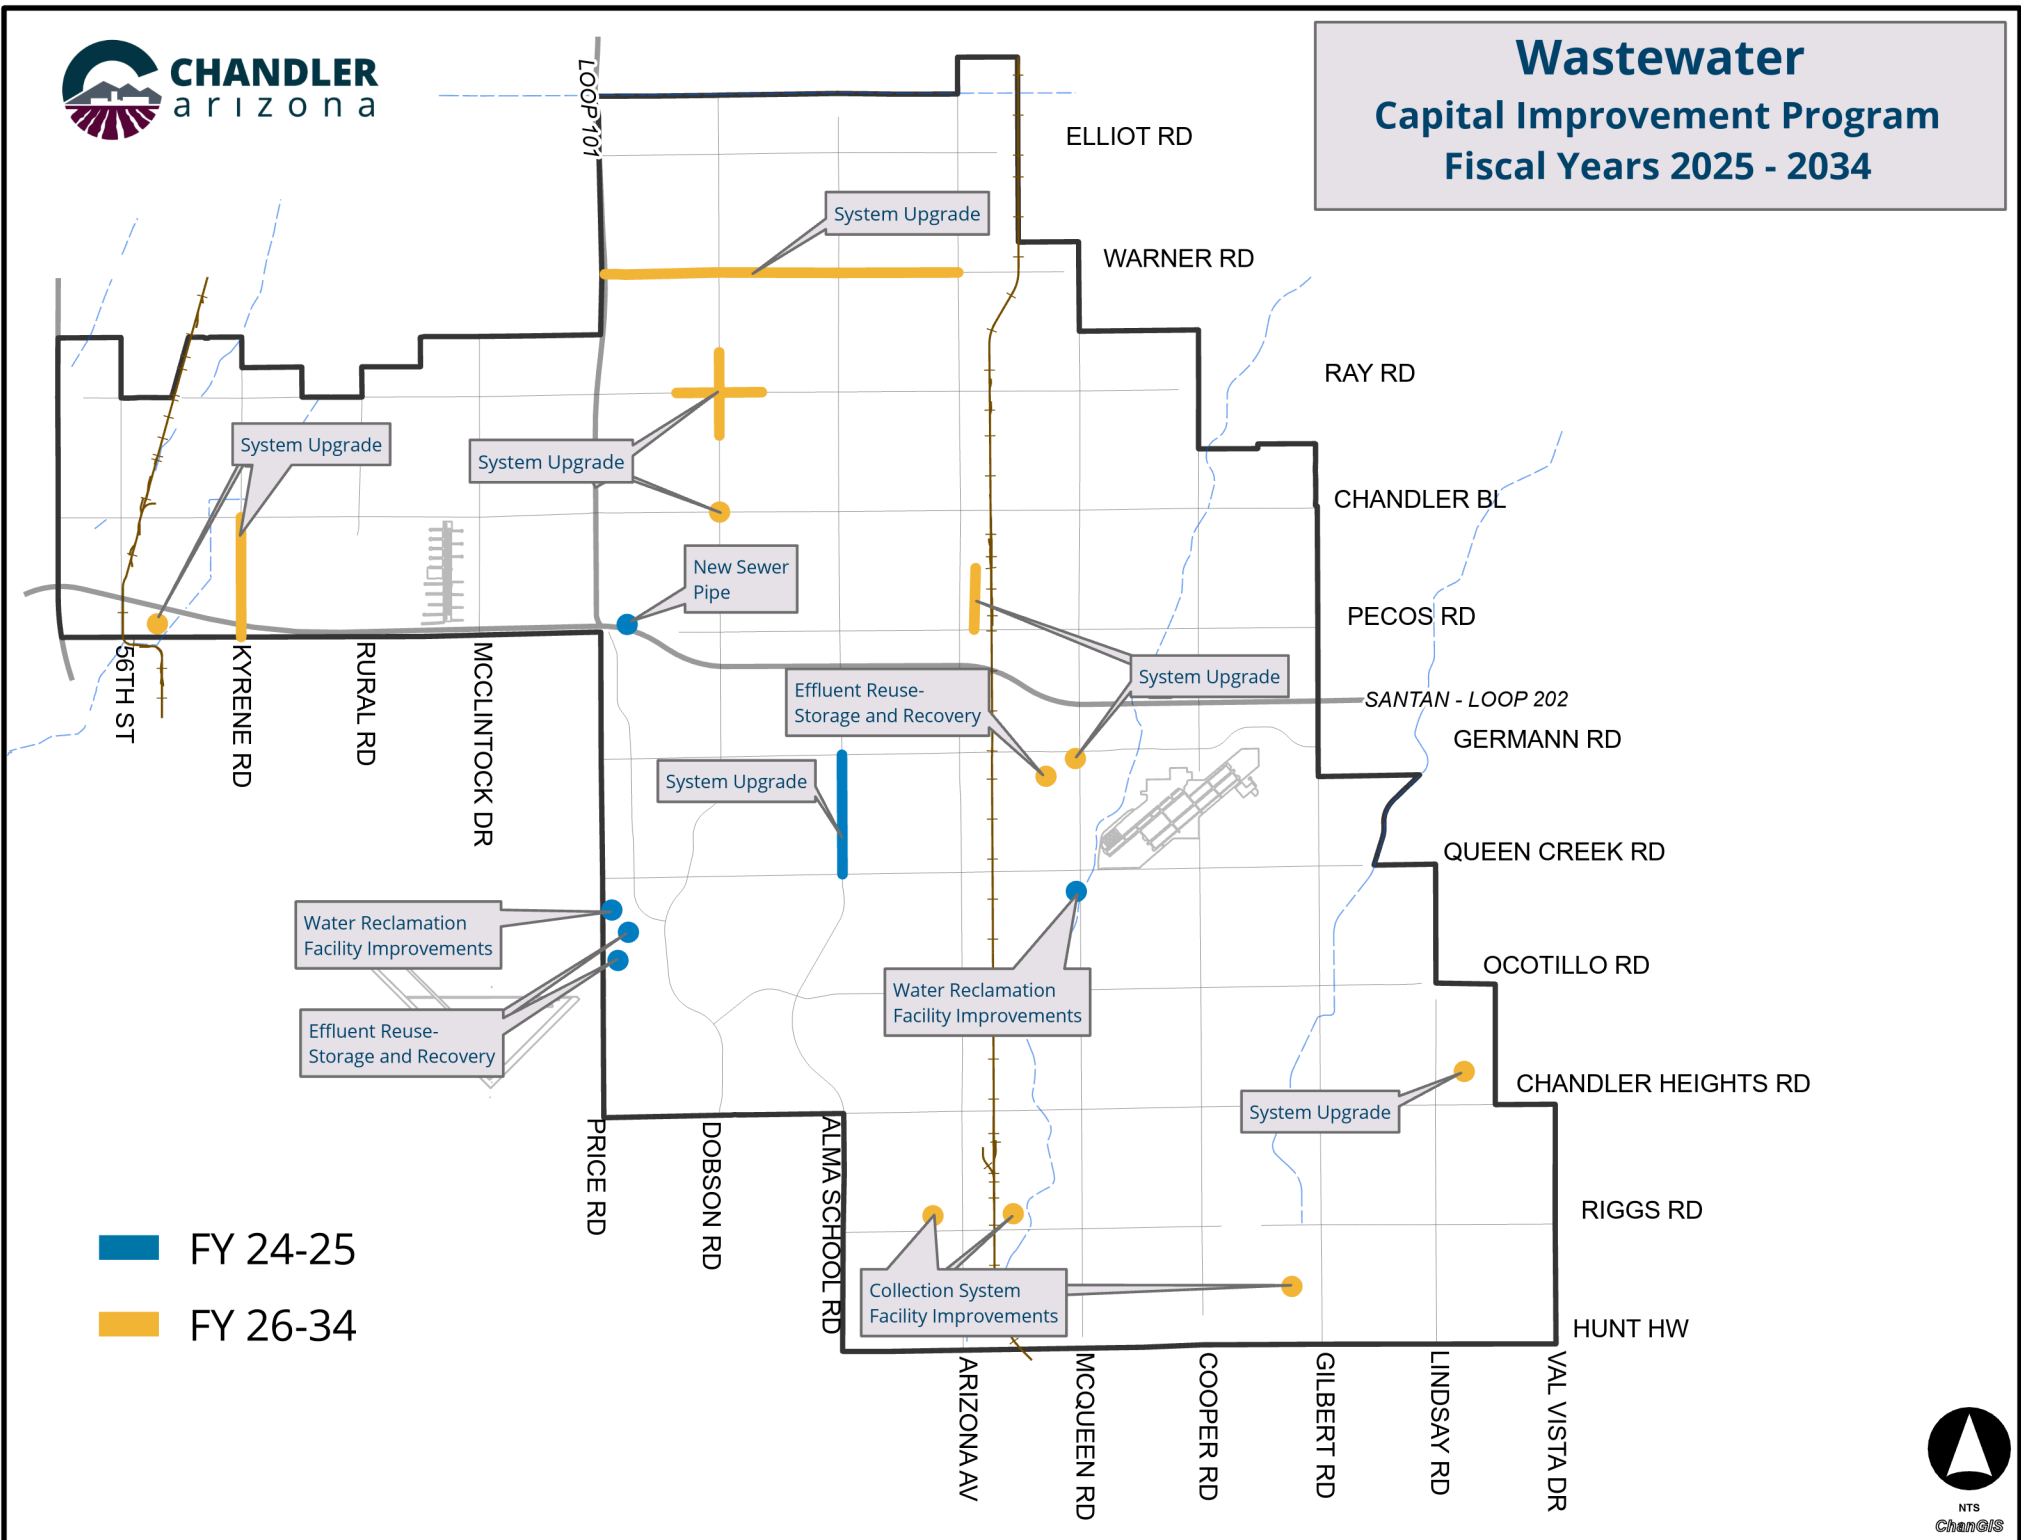 CHANDLER
arizona
Wastewater
Capital Improvement Program
Fiscal Years 2025 - 2034
LOOP 101
ELLIOT RD
System Upgrade
WARNER RD
RAY RD
System Upgrade
System Upgrade
CHANDLER BL
New Sewer
Pipe
PECOS RD
System Upgrade
Effluent Reuse-
Storage and Recovery
SANTAN - LOOP 202
GERMANN RD
56TH ST
KYRENE RD
RURAL RD
MCCLINTOCK DR
System Upgrade
QUEEN CREEK RD
Water Reclamation
Facility Improvements
OCOTILLO RD
Water Reclamation
Facility Improvements
Effluent Reuse-
Storage and Recovery
CHANDLER HEIGHTS RD
System Upgrade
PRICE RD
DOBSON RD
ALMA SCHOOL RD
RIGGS RD
FY 24-25
Collection System
Facility Improvements
FY 26-34
HUNT HW
ARIZONA AV
MCQUEEN RD
COOPER RD
GILBERT RD
LINDSAY RD
VAL VISTA DR
NTS
ChanGIS